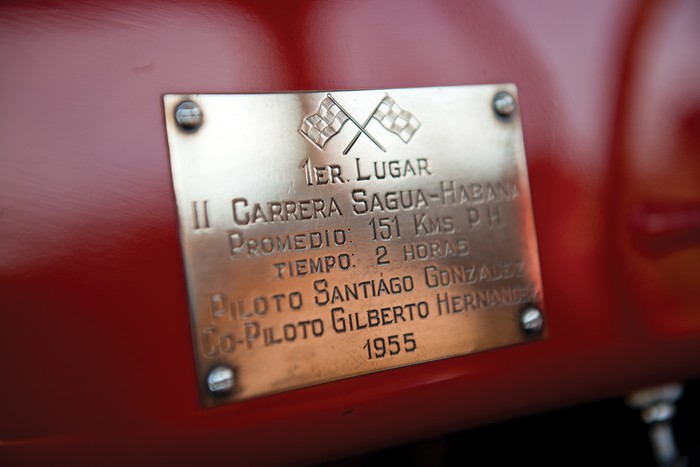 1ER. LUGAR
II CARRERA SAGUA-HABANA
PROMEDIO: 151 KMS. P.H
TIEMPO: 2 HORAS
PILOTO SANTIÁGO GONZALEZ
CO-PILOTO GILBERTO HERNANDEZ
1955